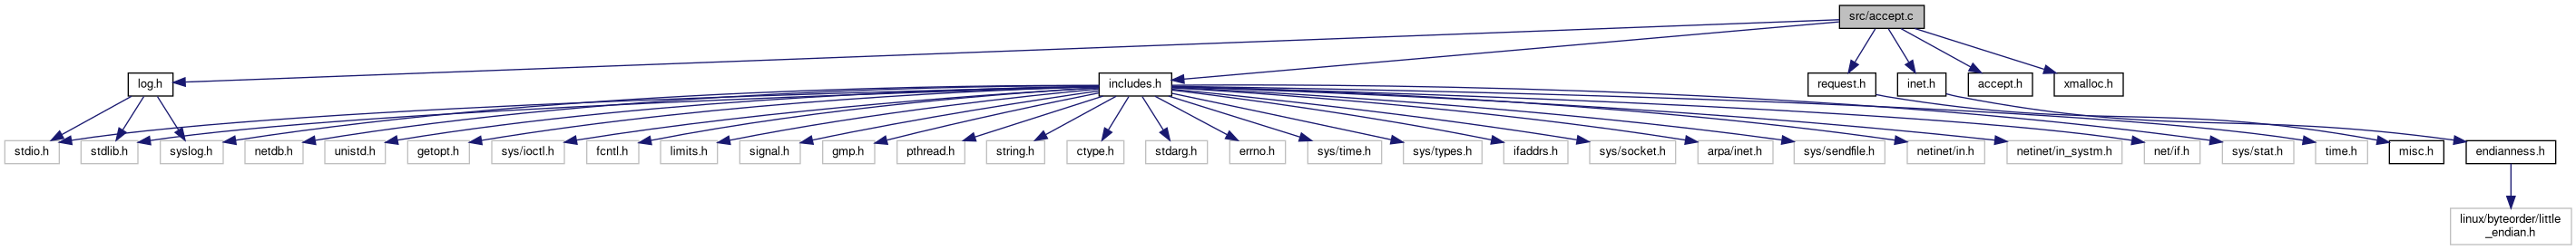 src/accept.c
log.h
includes.h
request.h
inet.h
accept.h
xmalloc.h
stdio.h
stdlib.h
syslog.h
netdb.h
unistd.h
getopt.h
sys/ioctl.h
fcntl.h
limits.h
signal.h
gmp.h
pthread.h
string.h
ctype.h
stdarg.h
errno.h
sys/time.h
sys/types.h
ifaddrs.h
sys/socket.h
arpa/inet.h
sys/sendfile.h
netinet/in.h
netinet/in_systm.h
net/if.h
sys/stat.h
time.h
misc.h
endianness.h
linux/byteorder/little
_endian.h